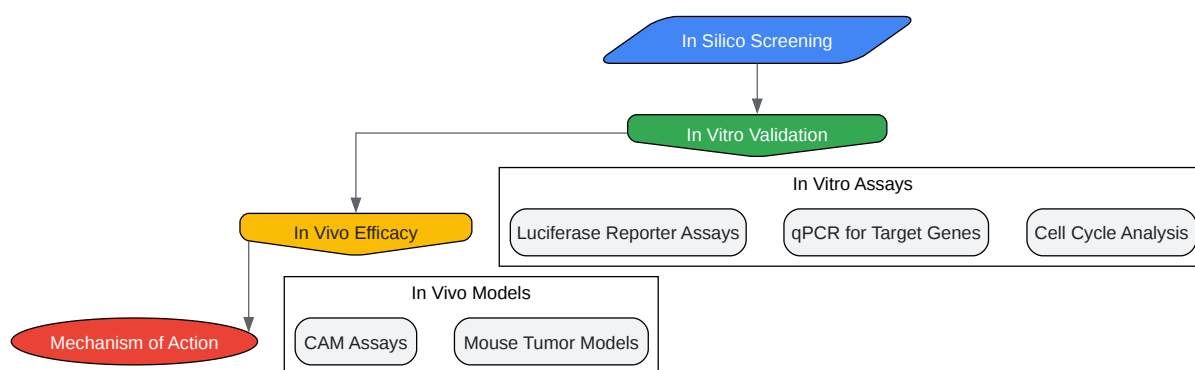 In Silico Screening
In Vitro Validation
In Vitro Assays
Luciferase Reporter Assays
qPCR for Target Genes
Cell Cycle Analysis
In Vivo Efficacy
In Vivo Models
CAM Assays
Mouse Tumor Models
Mechanism of Action